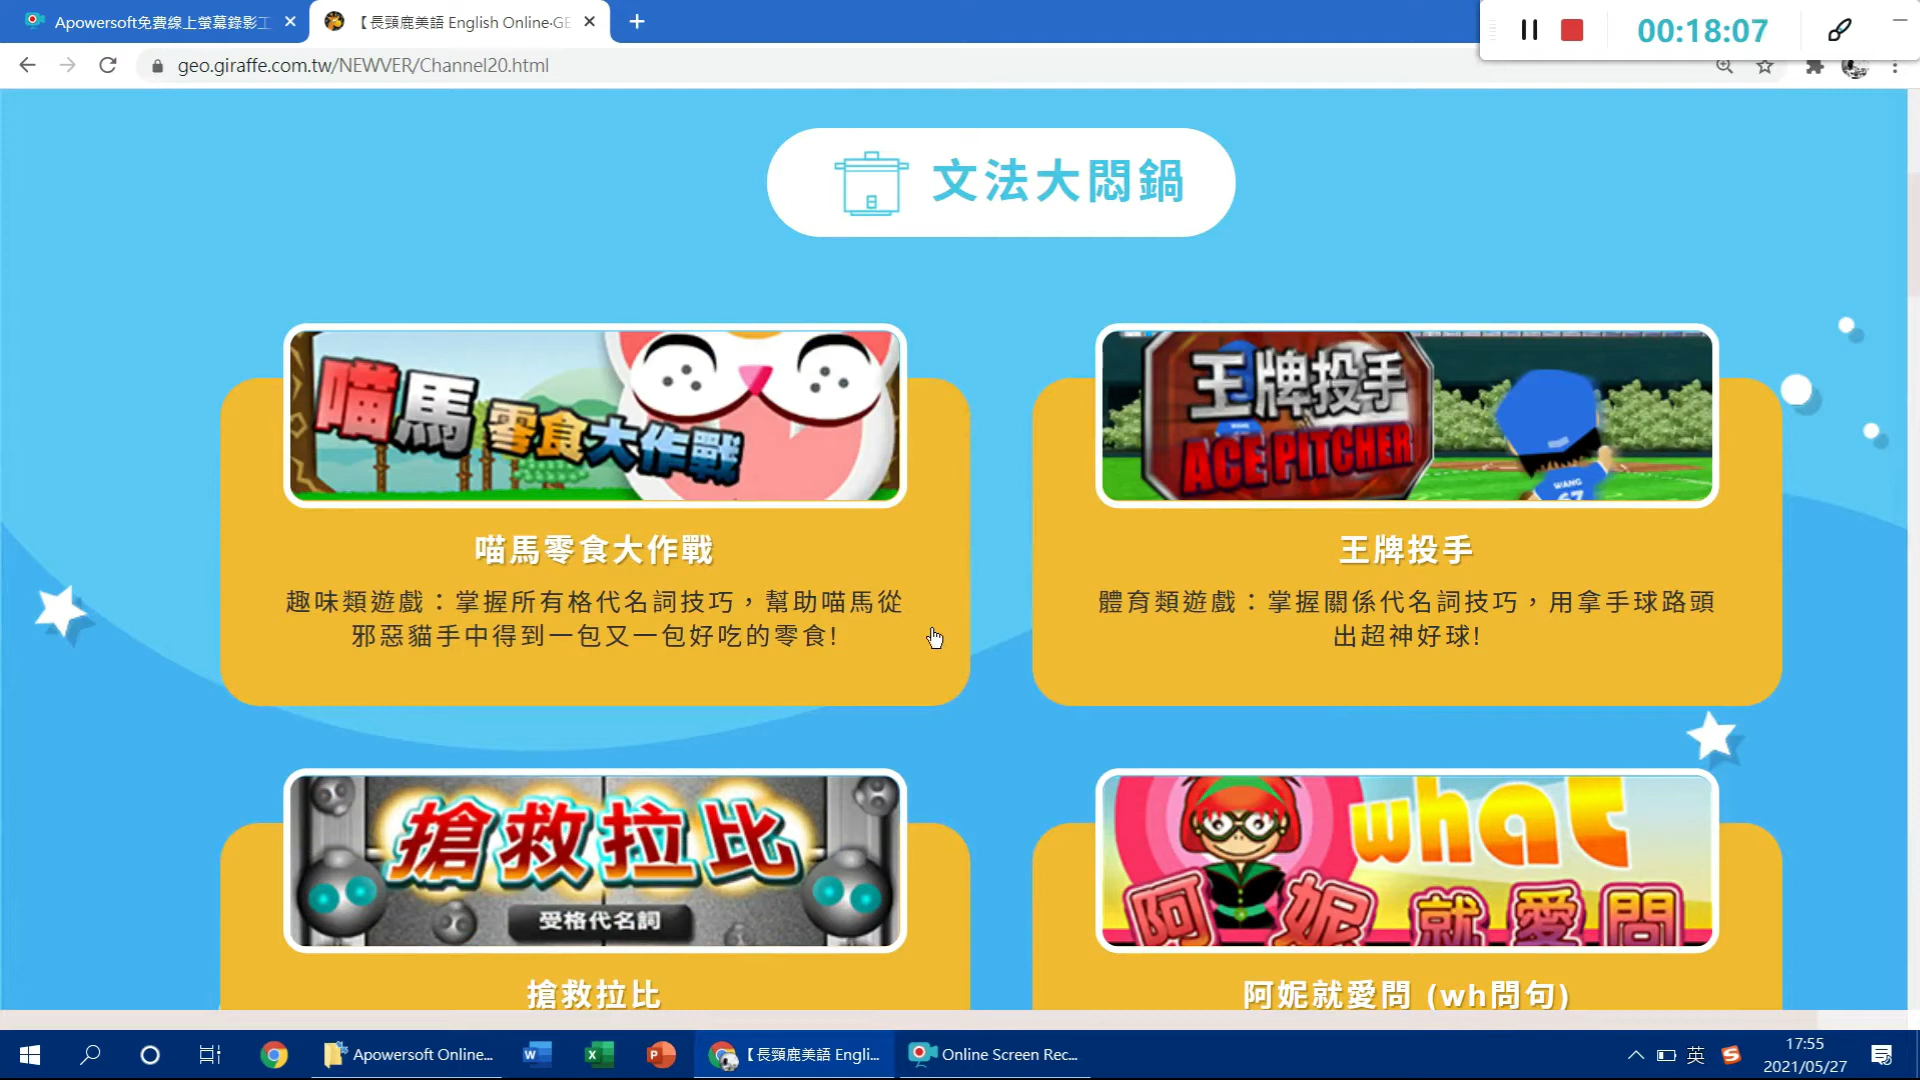 Apowersoft免費線上螢幕錄影工
【長頸鹿美語 English Online-GE
00:18:07
geo.giraffe.com.tw/NEWVER/Channel20.html
文法大悶鍋
喵馬零食大作戰
王牌投手
ACE PITCHER
WANG
喵馬零食大作戰
王牌投手
趣味類遊戲：掌握所有格代名詞技巧，幫助喵馬從
邪惡貓手中得到一包又一包好吃的零食!
體育類遊戲：掌握關係代名詞技巧，用拿手球路頭
出超神好球!
搶救拉比
受格代名詞
what
阿妮就愛問
搶救拉比
阿妮就愛問 (wh問句)
Apowersoft Online...
【長頸鹿美語 Engli...
Online Screen Rec...
英
17:55
2021/05/27